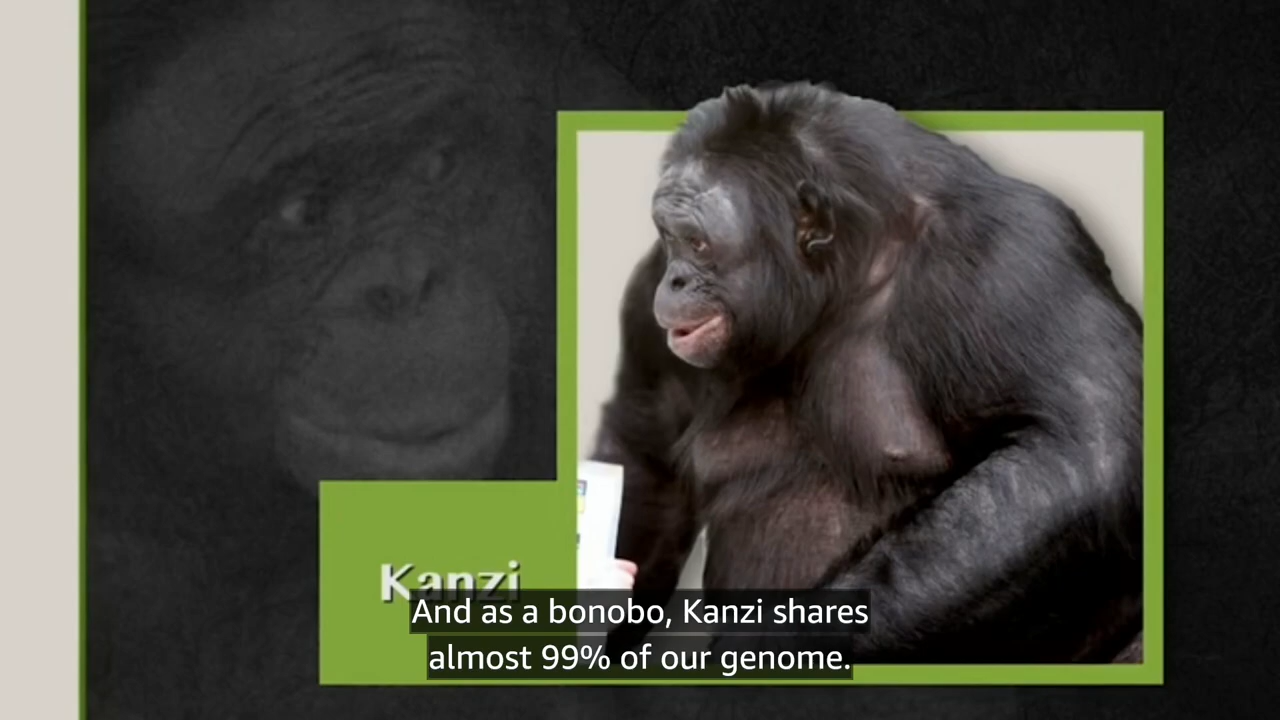 Kanzi
And as a bonobo, Kanzi shares
almost 99% of our genome.